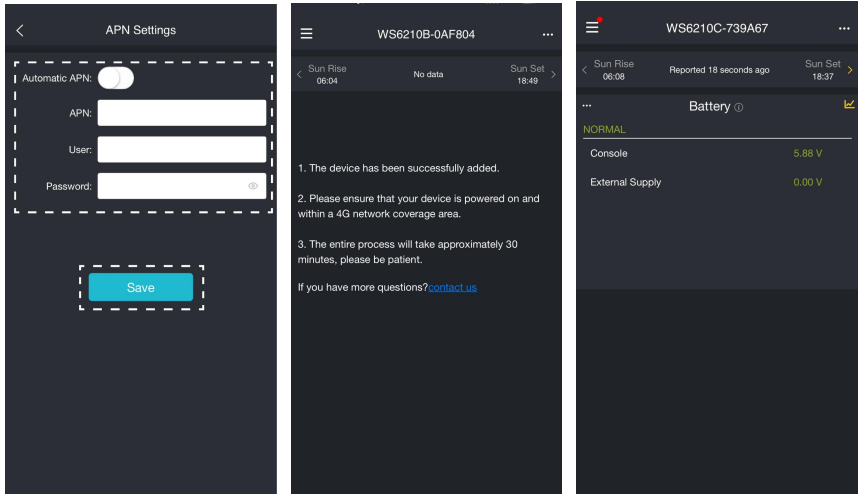 APN Settings
Automatic APN:
APN:
User:
Password:
Save
WS6210B-0AF804
...
Sun Rise
06:04
No data
Sun Set
18:49
1. The device has been successfully added.
2. Please ensure that your device is powered on and
within a 4G network coverage area.
3. The entire process will take approximately 30
minutes, please be patient.
If you have more questions?contact us
WS6210C-739A67
...
Sun Rise
06:08
Reported 18 seconds ago
Sun Set
18:37
...
Battery
NORMAL
Console 5.88 V
External Supply 0.00 V